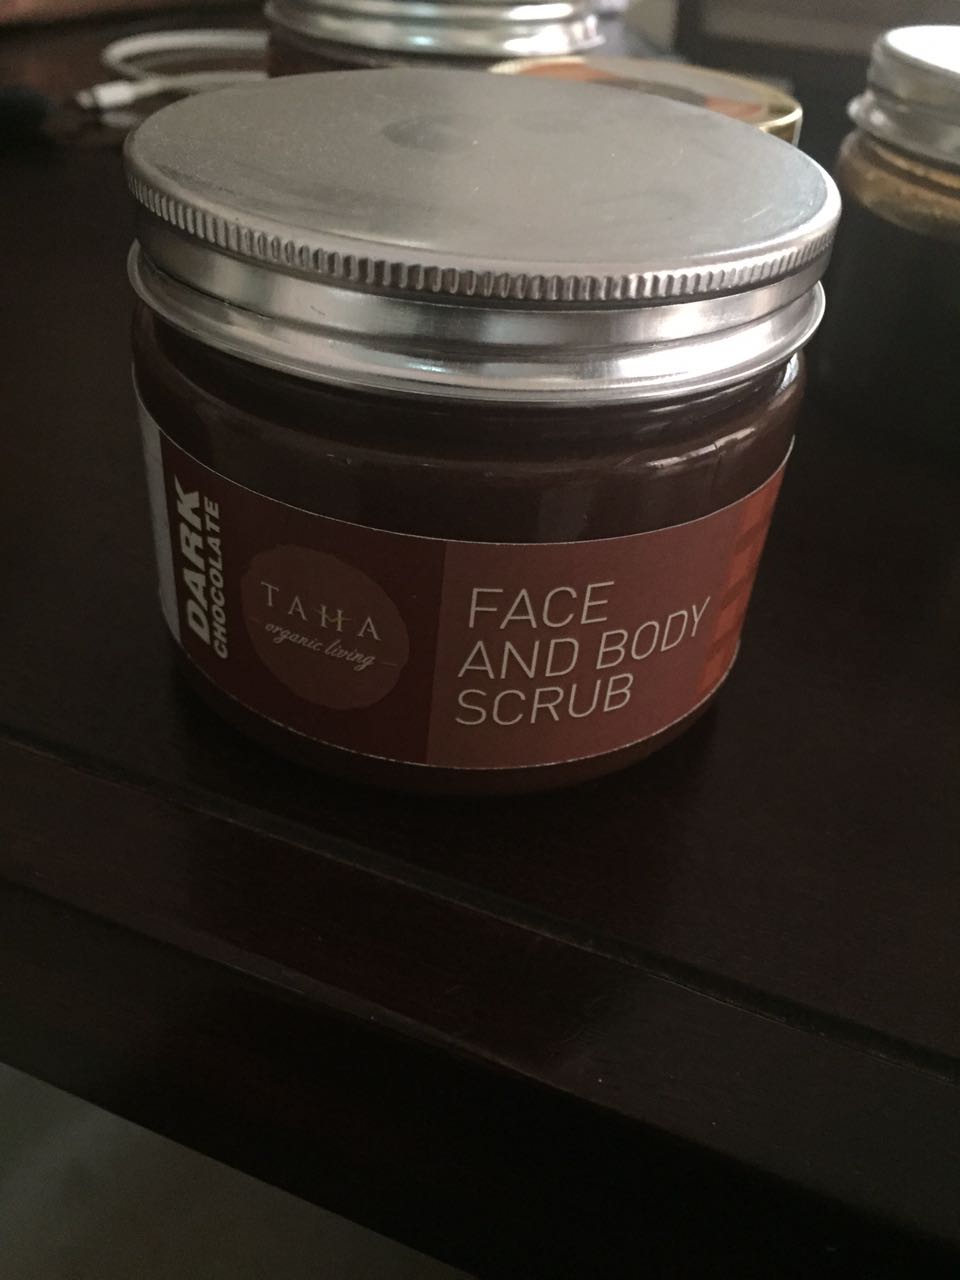 DARK
CHOCOLATE
TAHA
organic living
FACE
AND BODY
SCRUB